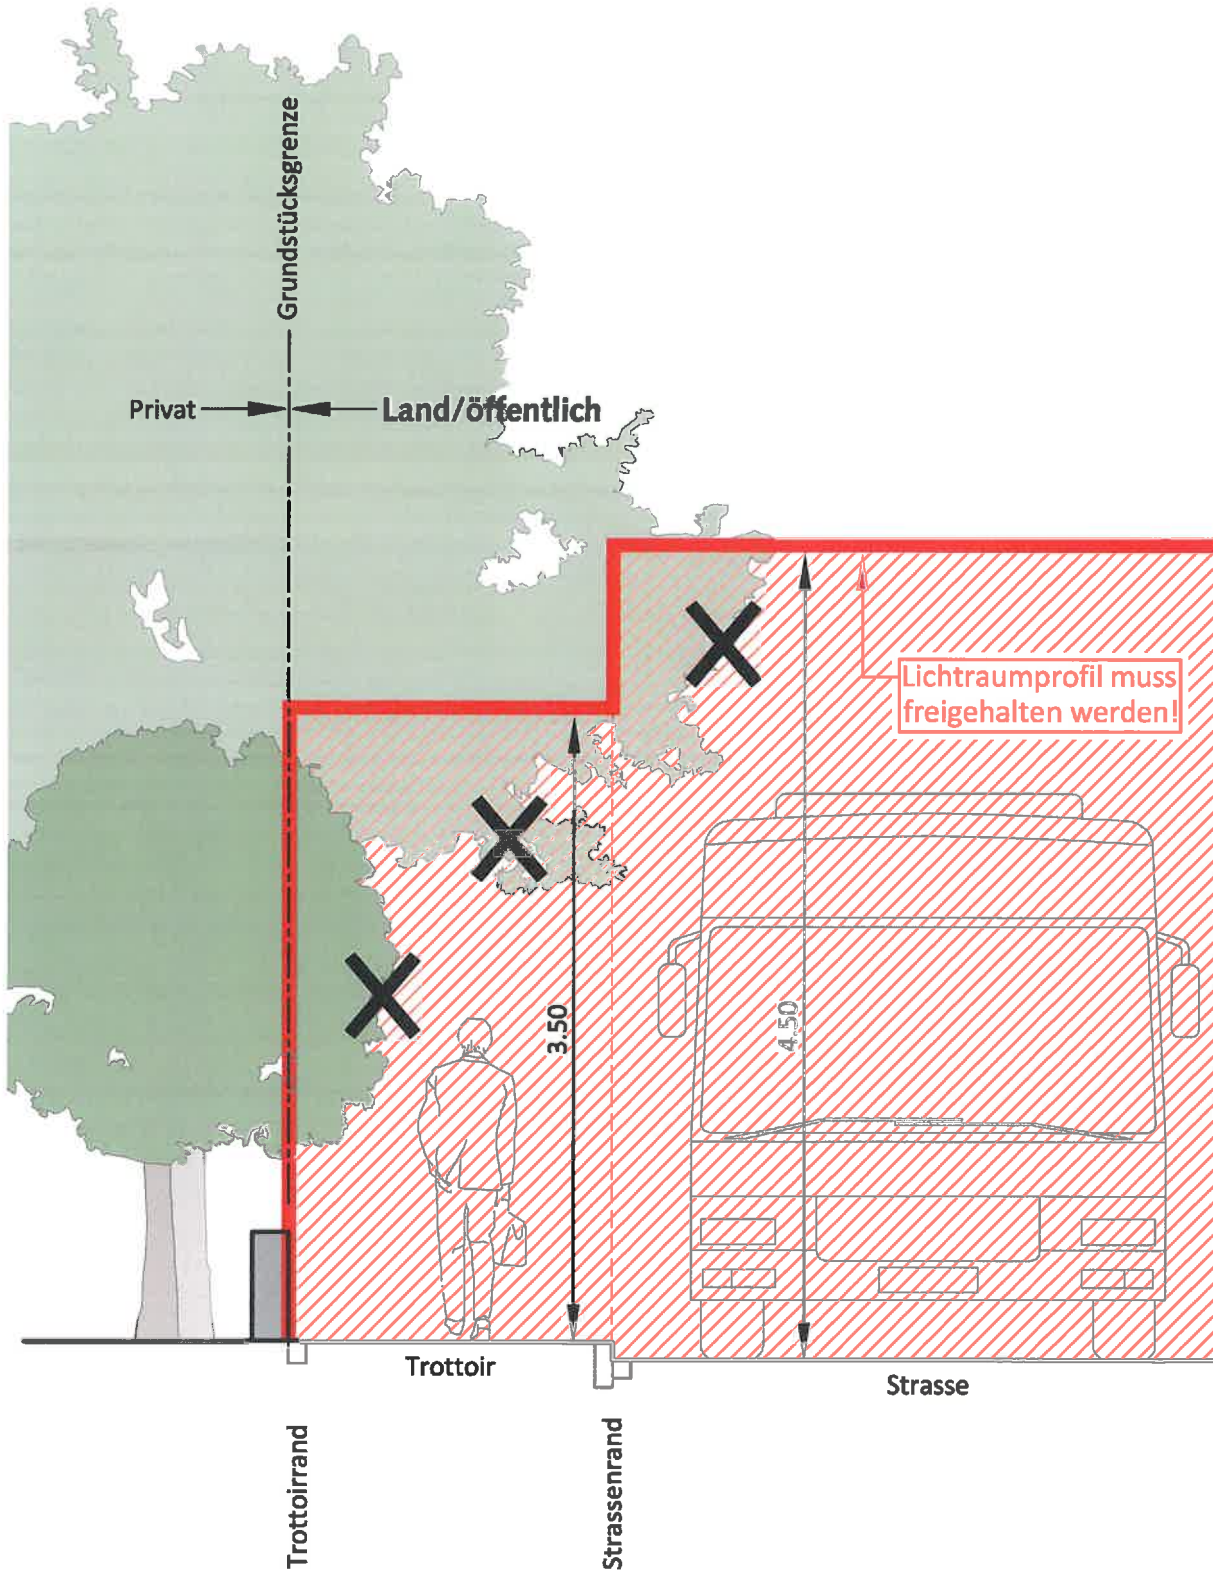 Grundstücksgrenze
Privat
Land/öffentlich
Lichtraumprofil muss
freigehalten werden!
3.50
4.50
Trottoir
Strasse
Trottoirrand
Strassenrand